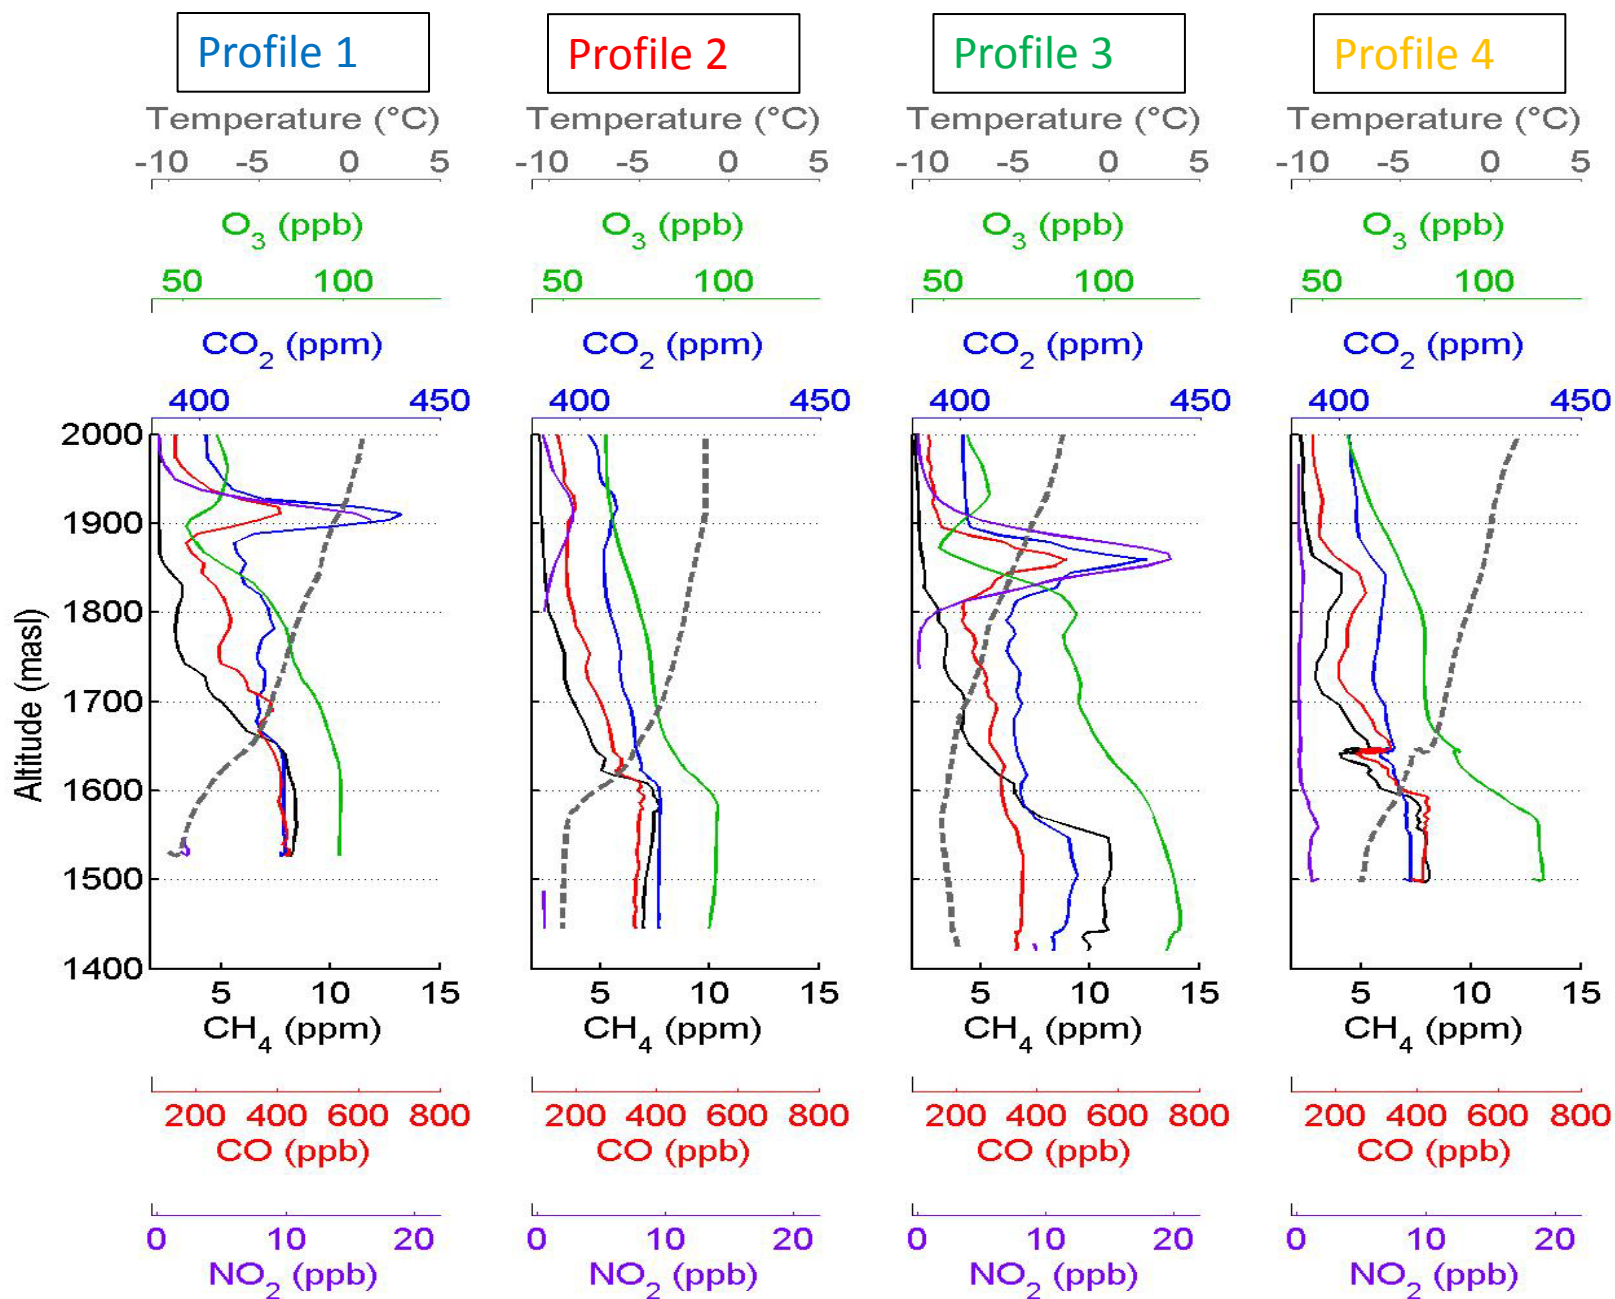 Profile 1 Profile 2 Profile 3 Profile 4
Temperature (°C) Temperature (°C) Temperature (°C) Temperature (°C)
-10 -5 0 5 -10 -5 0 5 -10 -5 0 5 -10 -5 0 5
O₃ (ppb) O₃ (ppb) O₃ (ppb) O₃ (ppb)
50 100 50 100 50 100 50 100
CO₂ (ppm) CO₂ (ppm) CO₂ (ppm) CO₂ (ppm)
400 450 400 450 400 450 400 450
2000
1900
1800
1700
1600
1500
1400
Altitude (masl)
5 10 15 5 10 15 5 10 15 5 10 15
CH₄ (ppm) CH₄ (ppm) CH₄ (ppm) CH₄ (ppm)
200 400 600 800 200 400 600 800 200 400 600 800 200 400 600 800
CO (ppb) CO (ppb) CO (ppb) CO (ppb)
0 10 20 0 10 20 0 10 20 0 10 20
NO₂ (ppb) NO₂ (ppb) NO₂ (ppb) NO₂ (ppb)